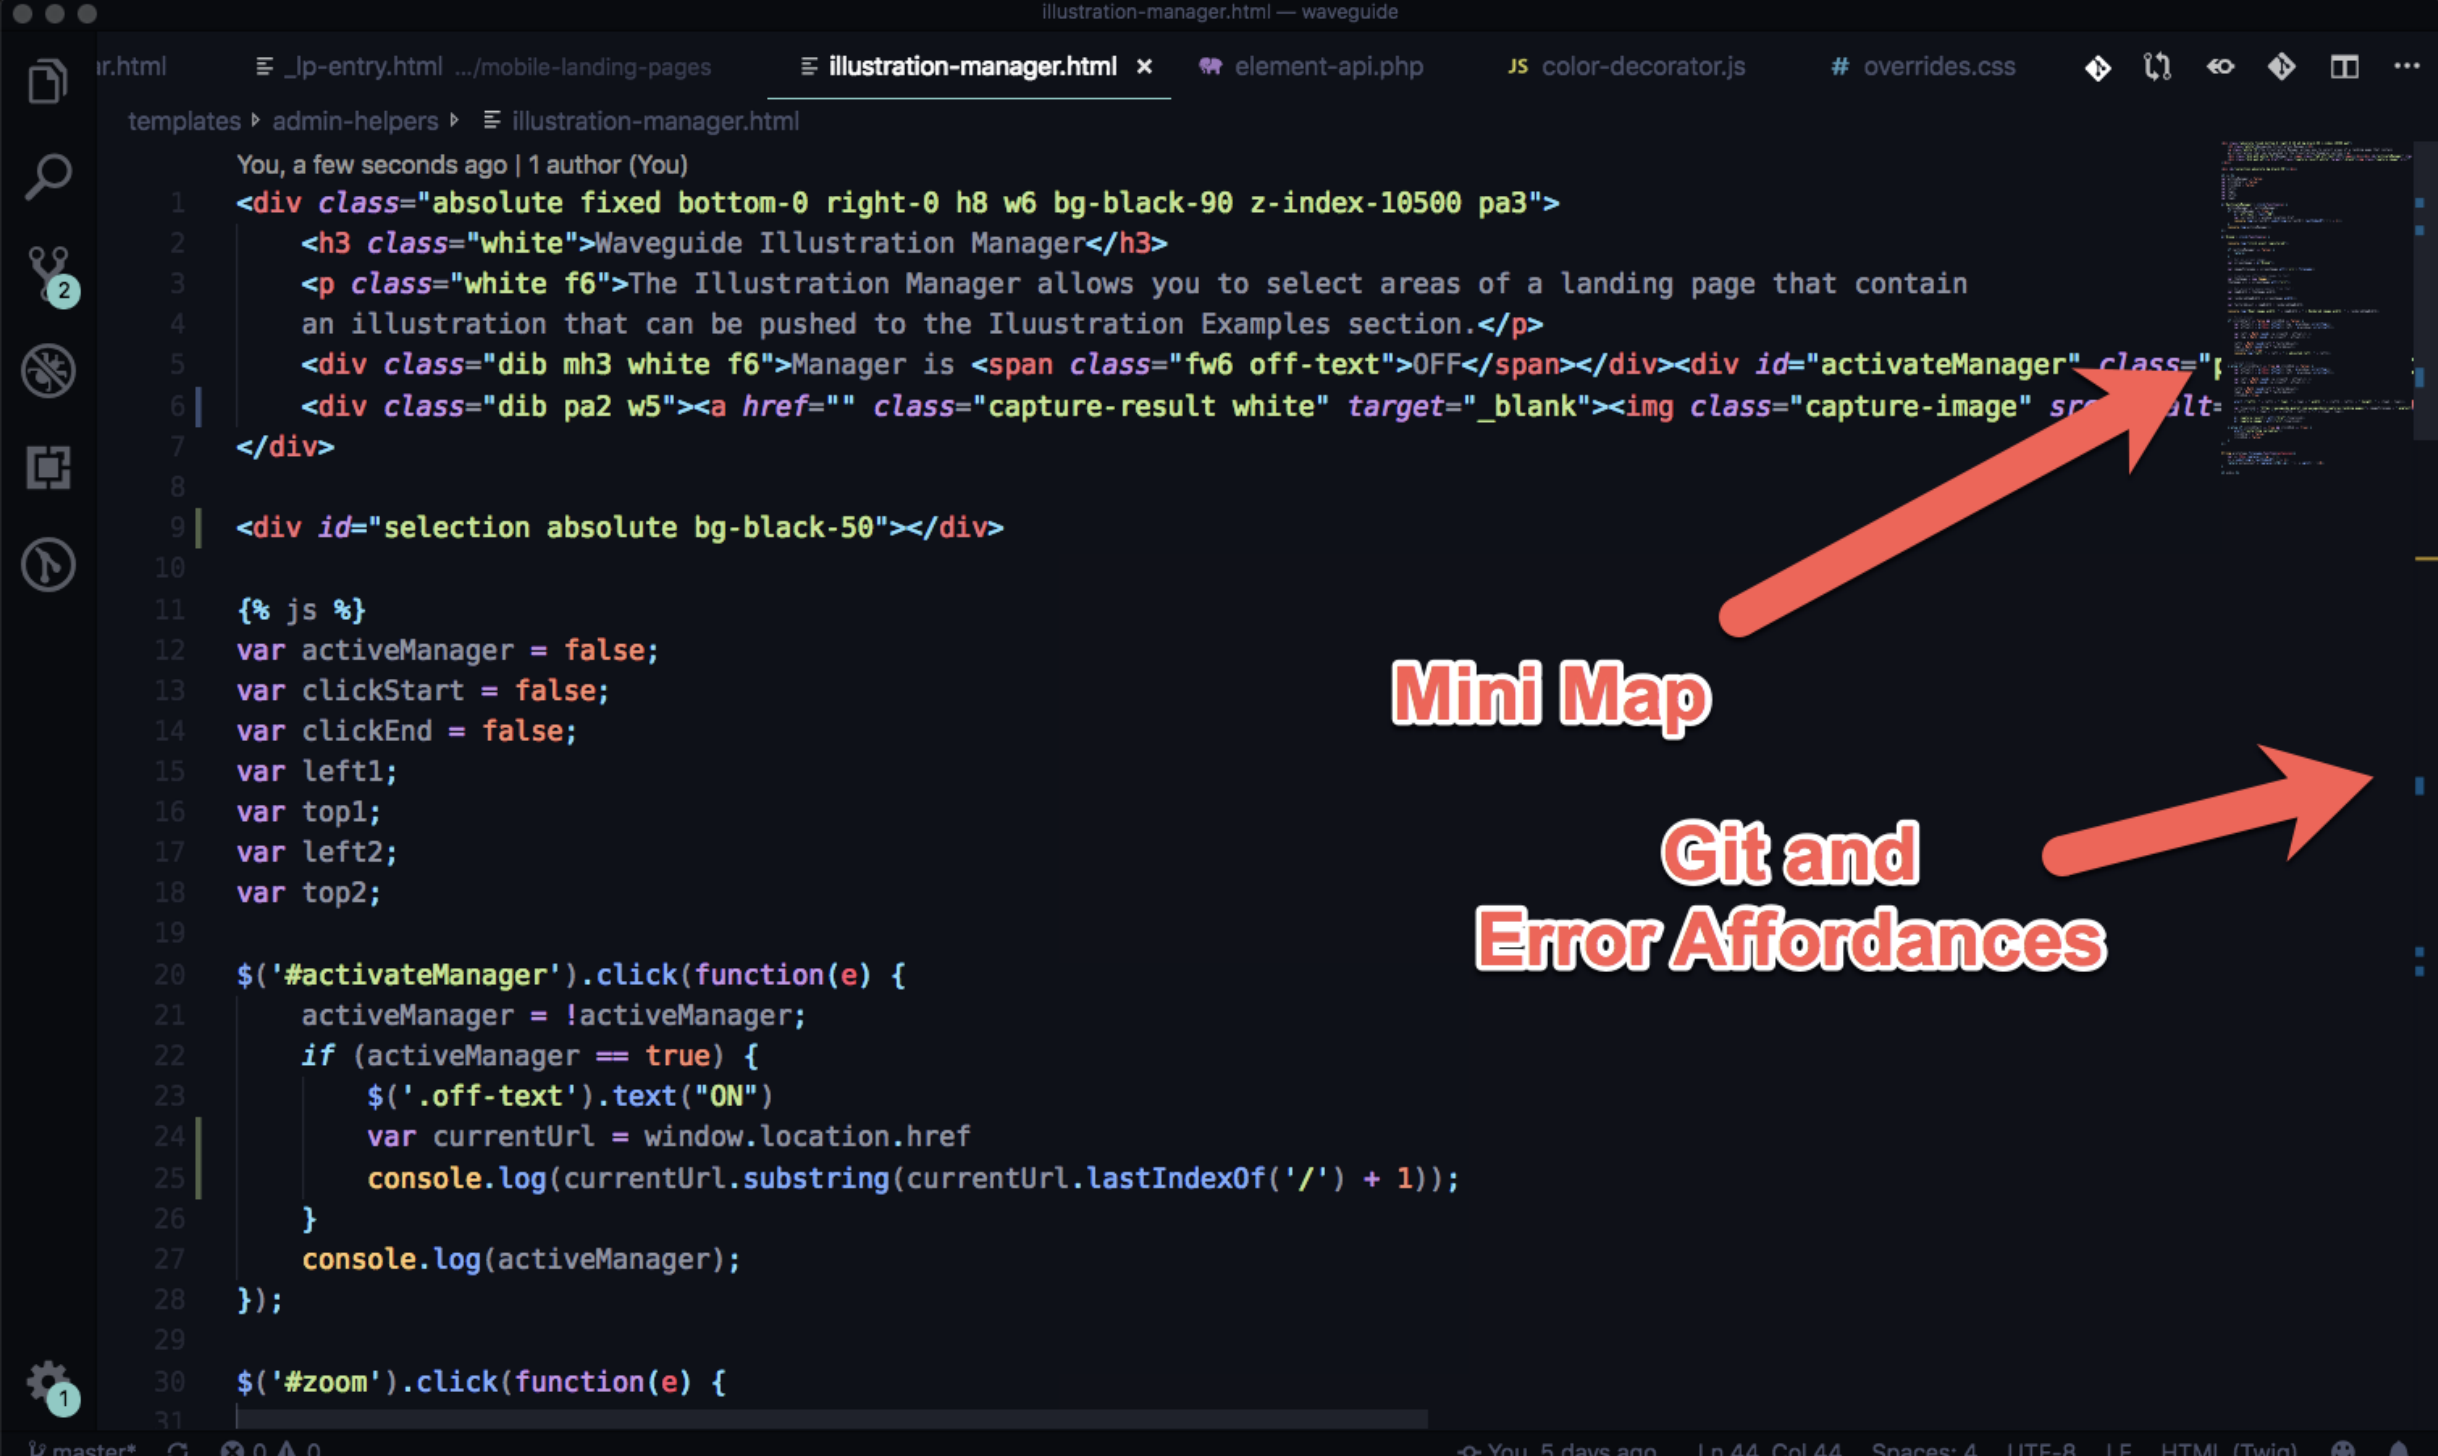 illustration-manager.html — waveguide
ar.html
_lp-entry.html .../mobile-landing-pages
illustration-manager.html ×
element-api.php
JS color-decorator.js
# overrides.css
templates ▸ admin-helpers ▸ illustration-manager.html
You, a few seconds ago | 1 author (You)
1 <div class="absolute fixed bottom-0 right-0 h8 w6 bg-black-90 z-index-10500 pa3">
2 <h3 class="white">Waveguide Illustration Manager</h3>
3 <p class="white f6">The Illustration Manager allows you to select areas of a landing page that contain
4 an illustration that can be pushed to the Iluustration Examples section.</p>
5 <div class="dib mh3 white f6">Manager is <span class="fw6 off-text">OFF</span></div><div id="activateManager" class="p
6 <div class="dib pa2 w5"><a href="" class="capture-result white" target="_blank"><img class="capture-image" src alt=
7 </div>
8
9 <div id="selection absolute bg-black-50"></div>
10
11 {% js %}
12 var activeManager = false;
13 var clickStart = false;
14 var clickEnd = false;
15 var left1;
16 var top1;
17 var left2;
18 var top2;
19
20 $('#activateManager').click(function(e) {
21 activeManager = !activeManager;
22 if (activeManager == true) {
23 $('.off-text').text("ON")
24 var currentUrl = window.location.href
25 console.log(currentUrl.substring(currentUrl.lastIndexOf('/') + 1));
26 }
27 console.log(activeManager);
28 });
29
30 $('#zoom').click(function(e) {
31
Mini Map
Git and
Error Affordances
2
1
master* 0 0 You, 5 days ago Ln 44, Col 44 Spaces: 4 UTF-8 LF HTML (Twig)